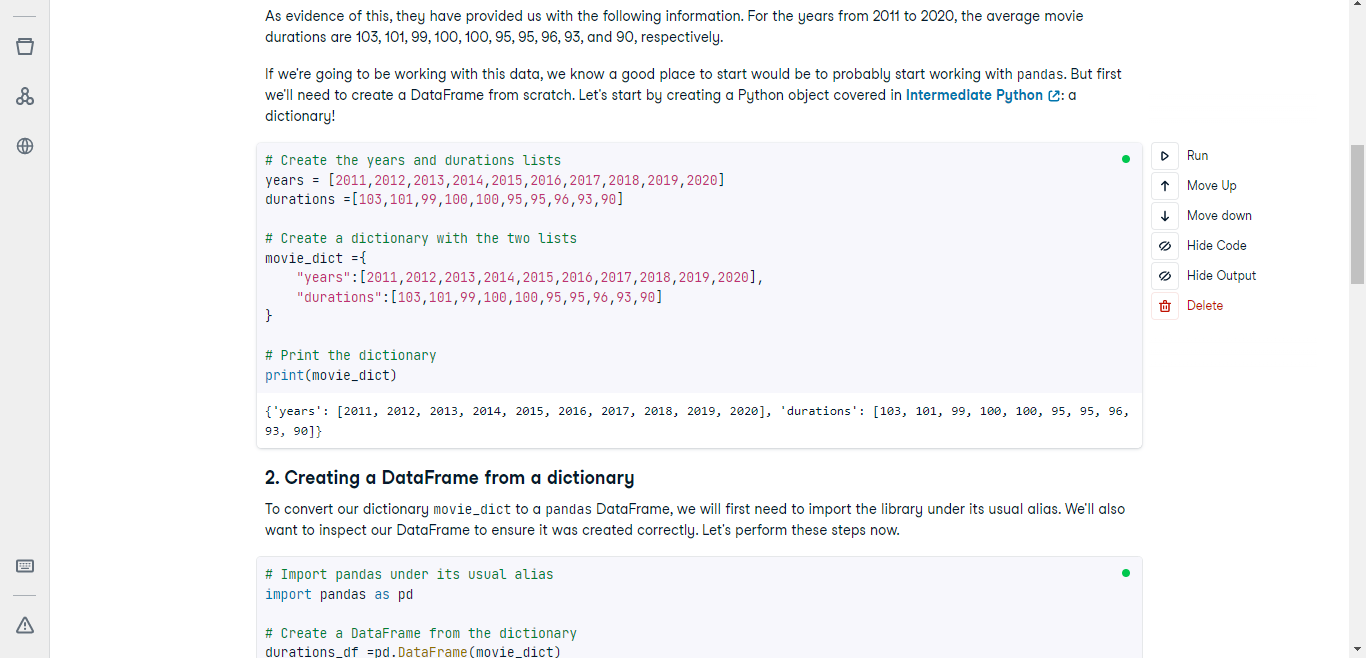 As evidence of this, they have provided us with the following information. For the years from 2011 to 2020, the average movie
durations are 103, 101, 99, 100, 100, 95, 95, 96, 93, and 90, respectively.
If we're going to be working with this data, we know a good place to start would be to probably start working with pandas. But first
we'll need to create a DataFrame from scratch. Let's start by creating a Python object covered in Intermediate Python: a
dictionary!
# Create the years and durations lists
years = [2011,2012,2013,2014,2015,2016,2017,2018,2019,2020]
durations =[103,101,99,100,100,95,95,96,93,90]
# Create a dictionary with the two lists
movie_dict ={
    "years":[2011,2012,2013,2014,2015,2016,2017,2018,2019,2020],
    "durations":[103,101,99,100,100,95,95,96,93,90]
}
# Print the dictionary
print(movie_dict)
{'years': [2011, 2012, 2013, 2014, 2015, 2016, 2017, 2018, 2019, 2020], 'durations': [103, 101, 99, 100, 100, 95, 95, 96,
93, 90]}
Run
Move Up
Move down
Hide Code
Hide Output
Delete
2. Creating a DataFrame from a dictionary
To convert our dictionary movie_dict to a pandas DataFrame, we will first need to import the library under its usual alias. We'll also
want to inspect our DataFrame to ensure it was created correctly. Let's perform these steps now.
# Import pandas under its usual alias
import pandas as pd
# Create a DataFrame from the dictionary
durations_df =pd.DataFrame(movie_dict)